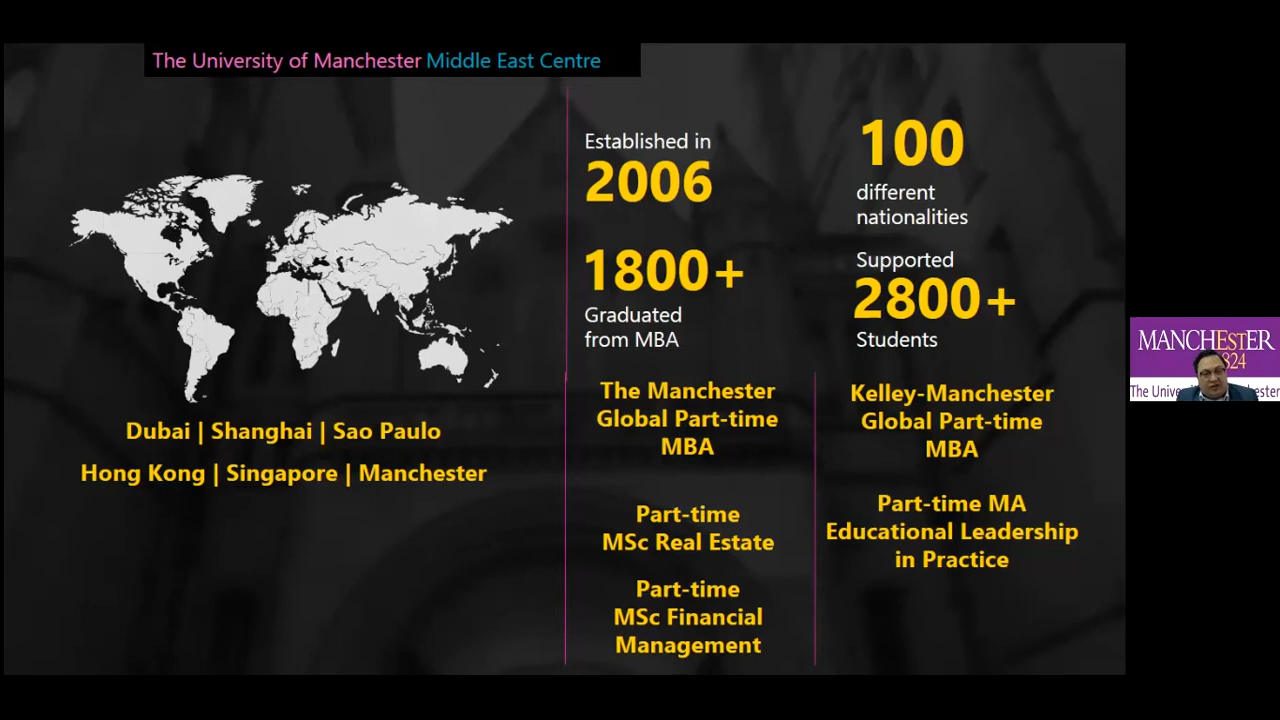 The University of Manchester Middle East Centre
Established in
2006
100
different
nationalities
1800+
Graduated
from MBA
Supported
2800+
Students
Dubai | Shanghai | Sao Paulo
Hong Kong | Singapore | Manchester
The Manchester
Global Part-time
MBA
Kelley-Manchester
Global Part-time
MBA
Part-time
MSc Real Estate
Part-time MA
Educational Leadership
in Practice
Part-time
MSc Financial
Management
MANCHESTER
824
The Unive